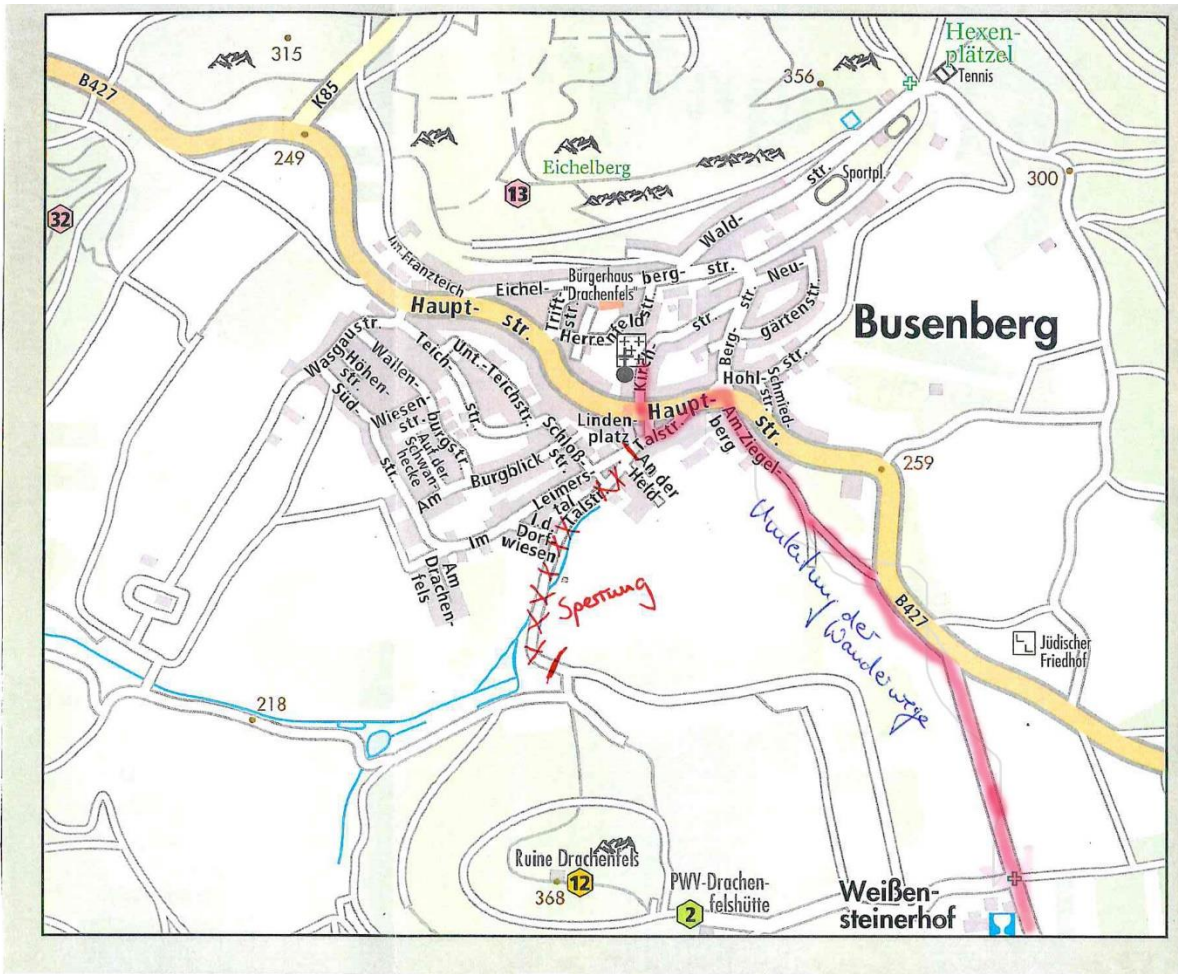 Hexen-
plätzel
Tennis
315
356
B427
K85
249
Eichelberg
13
32
300
Sportpl.
str.
Wald-
Im Franzteich
Eichel-
Bürgerhaus
"Drachenfels"
berg-
str.
Neu-
gärtenstr.
Haupt-
str.
Trift-
str.
Herrenfeld
str.
Kirch-
str.
Berg-
str.
Busenberg
Wasgaustr.
Höhen-
str.
Süd-
str.
Wallen-
burgstr.
Teich-
str.
Unt.-Teichstr.
Wiesen-
str.
Auf der
Schwan-
hecke
Schloß-
str.
Linden-
platz
Haupt-
str.
Hohl-
str.
Schmied.
str.
Talstr.
Am Ziegel-
berg
259
Am
Burgblick
An der
Held
Leimers-
tal
Talstr.
I.d.
Dorf-
wiesen
Im
Am
Drachen-
fels
Sperrung
Umleitung der
Wanderwege
B427
Jüdischer
Friedhof
218
Ruine Drachenfels
368
12
PWV-Drachen-
felshütte
2
Weißen-
steinerhof